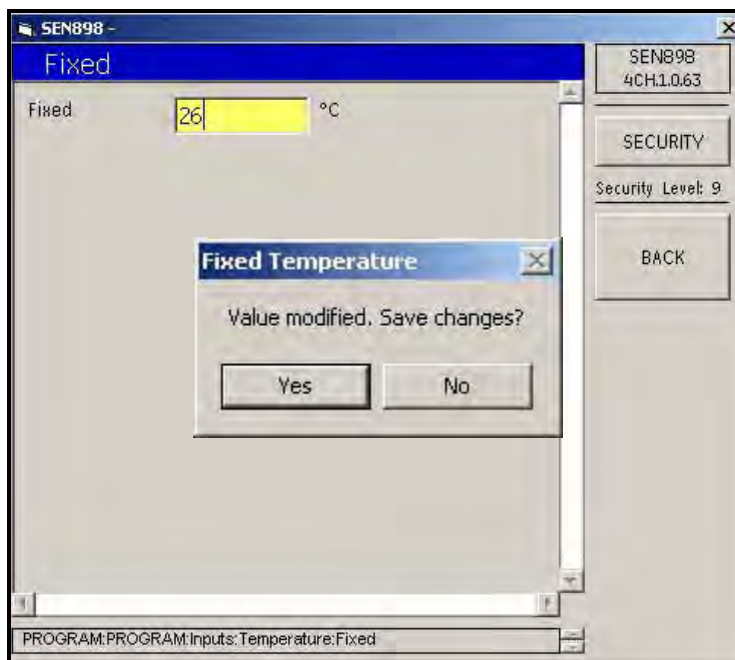 SEN898 -
Fixed
SEN898
4CH.1.0.63
Fixed 26 °C
SECURITY
Security Level: 9
BACK
Fixed Temperature
Value modified. Save changes?
Yes No
PROGRAM:PROGRAM:Inputs:Temperature:Fixed